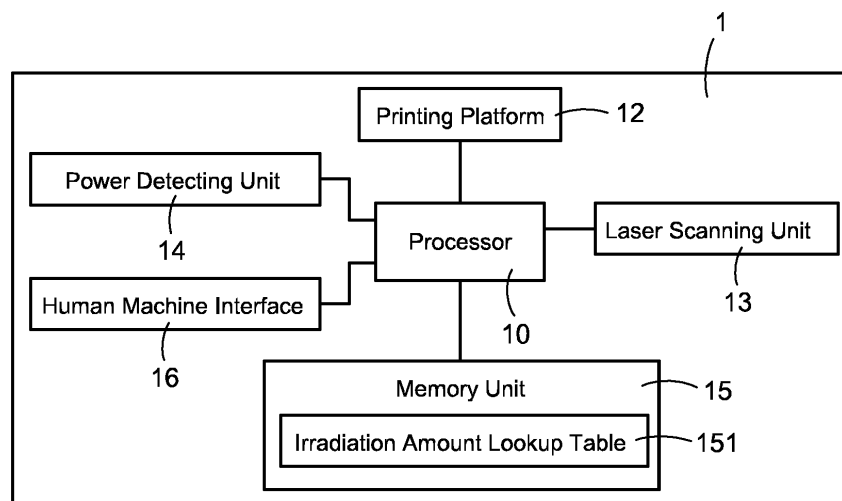 1
Printing Platform
12
Power Detecting Unit
14
Processor
10
Laser Scanning Unit
13
Human Machine Interface
16
Memory Unit
15
Irradiation Amount Lookup Table
151